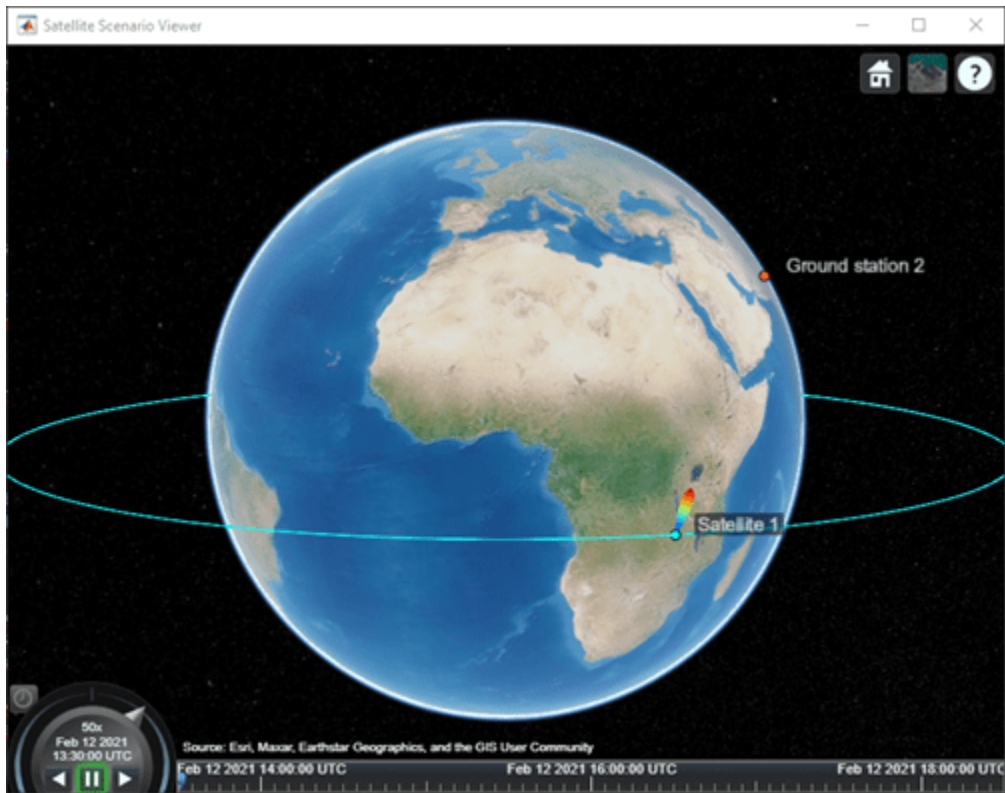 Satellite Scenario Viewer
?
Ground station 2
Satellite 1
50x
Feb 12 2021
13:30:00 UTC
Source: Esri, Maxar, Earthstar Geographics, and the GIS User Community
Feb 12 2021 14:00:00 UTC Feb 12 2021 16:00:00 UTC Feb 12 2021 18:00:00 UTC